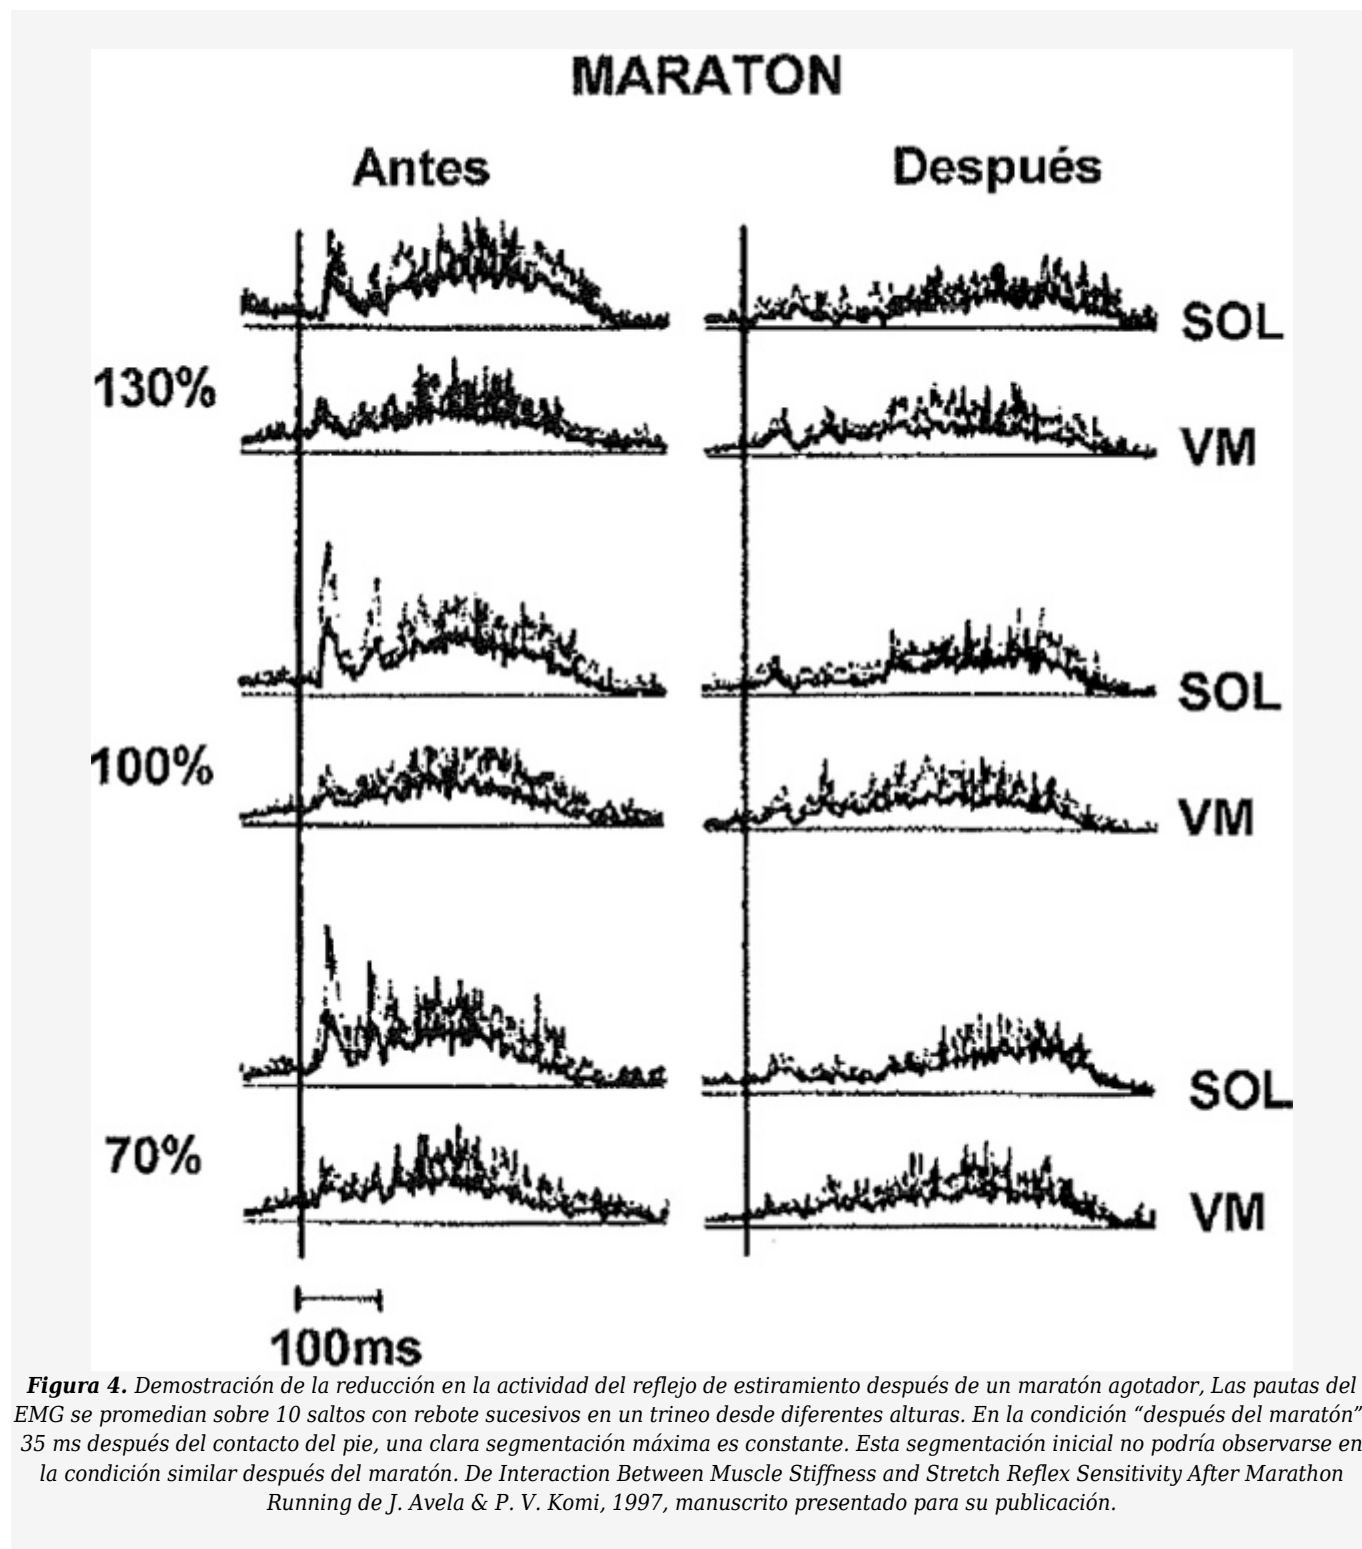 MARATON
Antes
Después
SOL
130%
VM
SOL
100%
VM
SOL
70%
VM
100ms
Figura 4. Demostración de la reducción en la actividad del reflejo de estiramiento después de un maratón agotador, Las pautas del
EMG se promedian sobre 10 saltos con rebote sucesivos en un trineo desde diferentes alturas. En la condición “después del maratón”
35 ms después del contacto del pie, una clara segmentación máxima es constante. Esta segmentación inicial no podría observarse en
la condición similar después del maratón. De Interaction Between Muscle Stiffness and Stretch Reflex Sensitivity After Marathon
Running de J. Avela & P. V. Komi, 1997, manuscrito presentado para su publicación.